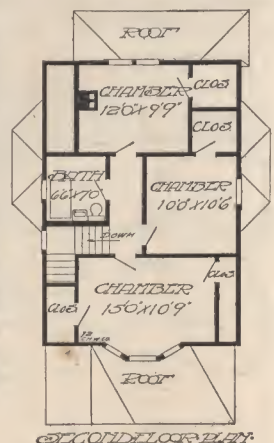 ROOF
CHAMBER
12'0"X9'9"
CLOS.
CLOS.
BATH
6'6"X7'0"
CHAMBER
10'6"X10'6"
DOWN
CHAMBER
15'0"X10'9"
CLOS
CLOS
ROOF
SECOND FLOOR PLAN.